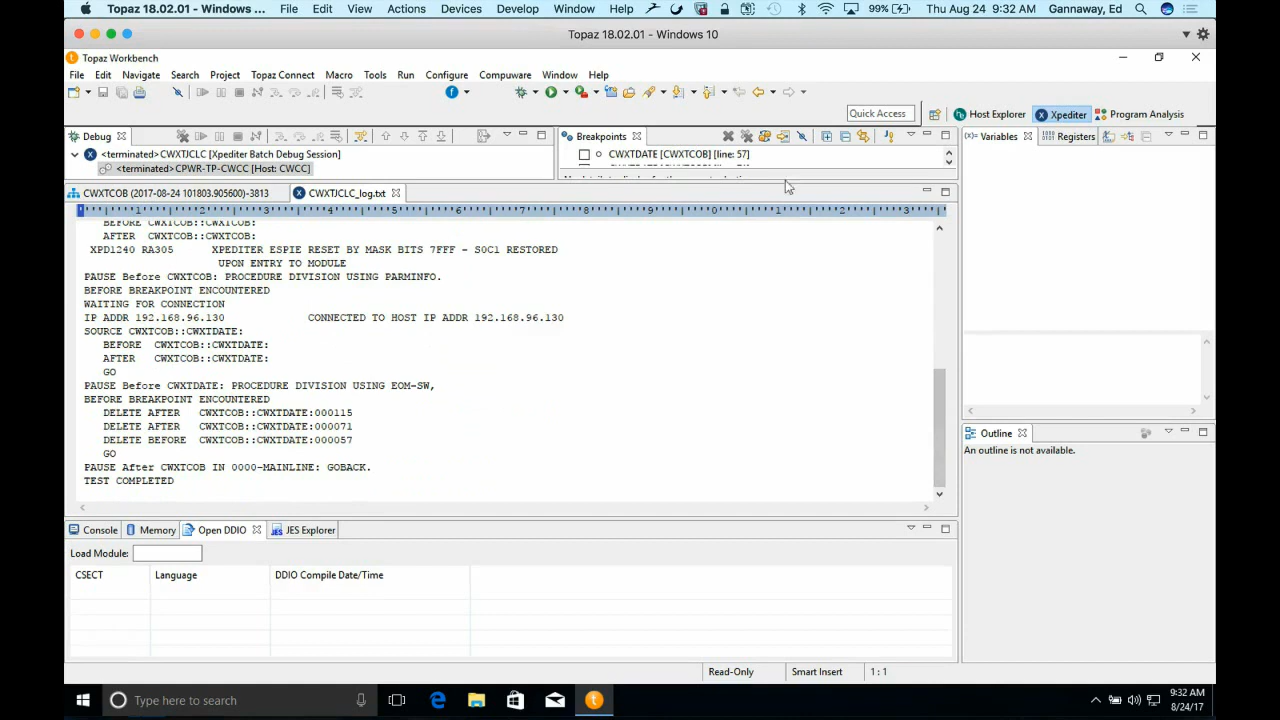 Topaz 18.02.01 - Windows ... File Edit View Actions Devices Develop Window Help 99% Thu Aug 24 9:32 AM Gannaway, Ed
Topaz 18.02.01 - Windows 10
Topaz Workbench
File Edit Navigate Search Project Topaz Connect Macro Tools Run Configure Compuware Window Help
Quick Access Host Explorer Xpediter Program Analysis
Debug Breakpoints Variables Registers
<terminated>CWXTJCLC [Xpediter Batch Debug Session]
<terminated>CPWR-TP-CWCC [Host: CWCC]
CWXTDATE [CWXTCOB] [line: 57]
CWXTCOB (2017-08-24 101803.905600)-3813 CWXTJCLC_log.txt
BEFORE CWXTCOB::CWXTCOB:
AFTER CWXTCOB::CWXTCOB:
XPD1240 RA305 XPEDITER ESPIE RESET BY MASK BITS 7FFF - S0C1 RESTORED
UPON ENTRY TO MODULE
PAUSE Before CWXTCOB: PROCEDURE DIVISION USING PARMINFO.
BEFORE BREAKPOINT ENCOUNTERED
WAITING FOR CONNECTION
IP ADDR 192.168.96.130 CONNECTED TO HOST IP ADDR 192.168.96.130
SOURCE CWXTCOB::CWXTDATE:
BEFORE CWXTCOB::CWXTDATE:
AFTER CWXTCOB::CWXTDATE:
GO
PAUSE Before CWXTDATE: PROCEDURE DIVISION USING EOM-SW,
BEFORE BREAKPOINT ENCOUNTERED
DELETE AFTER CWXTCOB::CWXTDATE:000115
DELETE AFTER CWXTCOB::CWXTDATE:000071
DELETE BEFORE CWXTCOB::CWXTDATE:000057
GO
PAUSE After CWXTCOB IN 0000-MAINLINE: GOBACK.
TEST COMPLETED
Outline
An outline is not available.
Console Memory Open DDIO JES Explorer
Load Module:
CSECT Language DDIO Compile Date/Time
Read-Only Smart Insert 1 : 1
Type here to search
9:32 AM
8/24/17